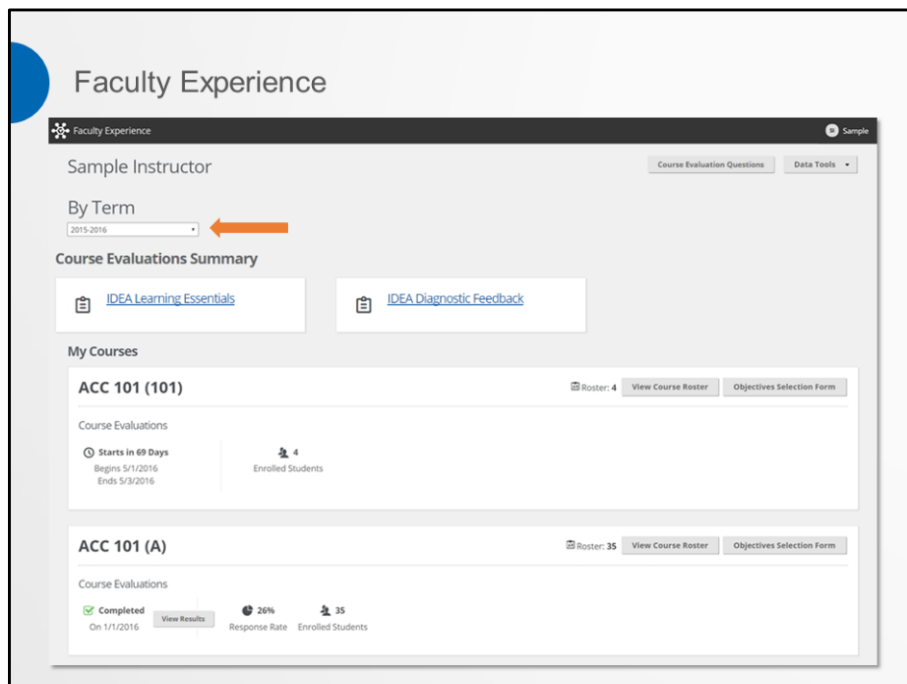 Faculty Experience
Faculty Experience
SI Sample
Sample Instructor
Course Evaluation Questions
Data Tools
By Term
2015-2016
Course Evaluations Summary
IDEA Learning Essentials
IDEA Diagnostic Feedback
My Courses
ACC 101 (101)
Roster: 4 View Course Roster Objectives Selection Form
Course Evaluations
Starts in 69 Days
4
Begins 5/1/2016
Enrolled Students
Ends 5/3/2016
ACC 101 (A)
Roster: 35 View Course Roster Objectives Selection Form
Course Evaluations
Completed
View Results
26%
35
On 1/1/2016
Response Rate
Enrolled Students